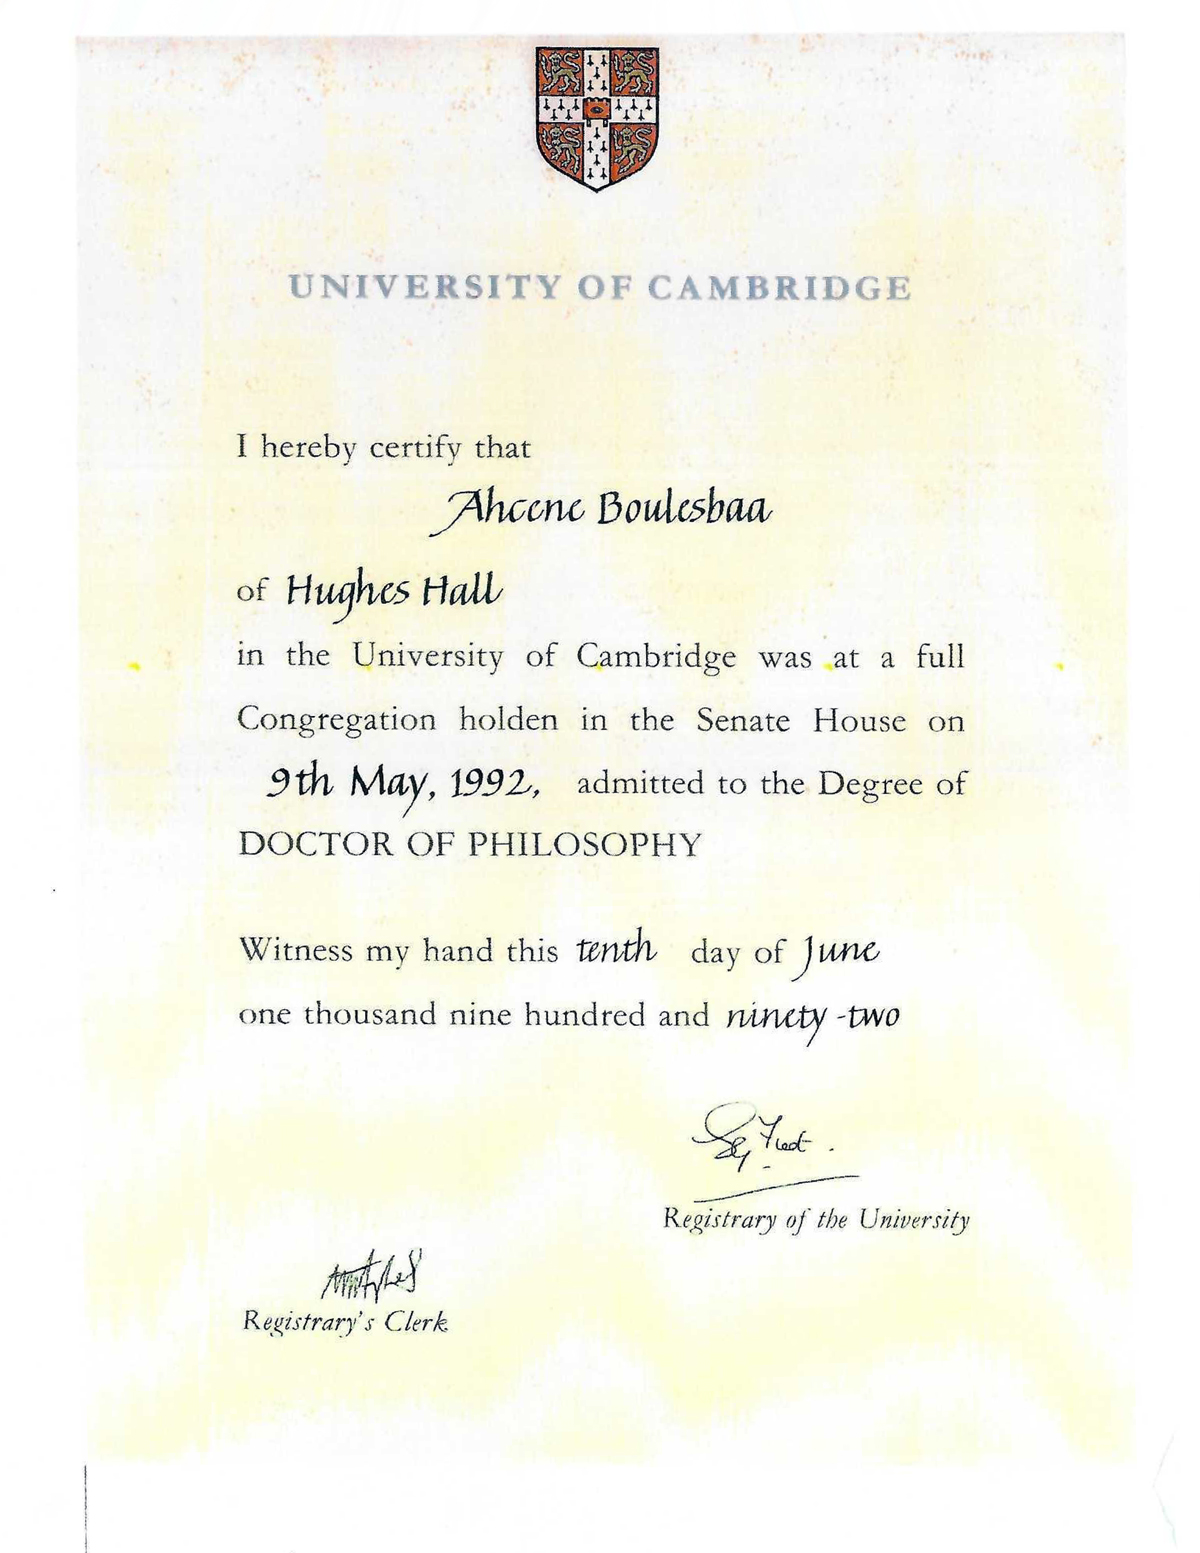 UNIVERSITY OF CAMBRIDGE
I hereby certify that
Ahcene Boulesbaa
of Hughes Hall
in the University of Cambridge was at a full
Congregation holden in the Senate House on
9th May, 1992, admitted to the Degree of
DOCTOR OF PHILOSOPHY
Witness my hand this tenth day of June
one thousand nine hundred and ninety-two
Registrary of the University
Registrary's Clerk